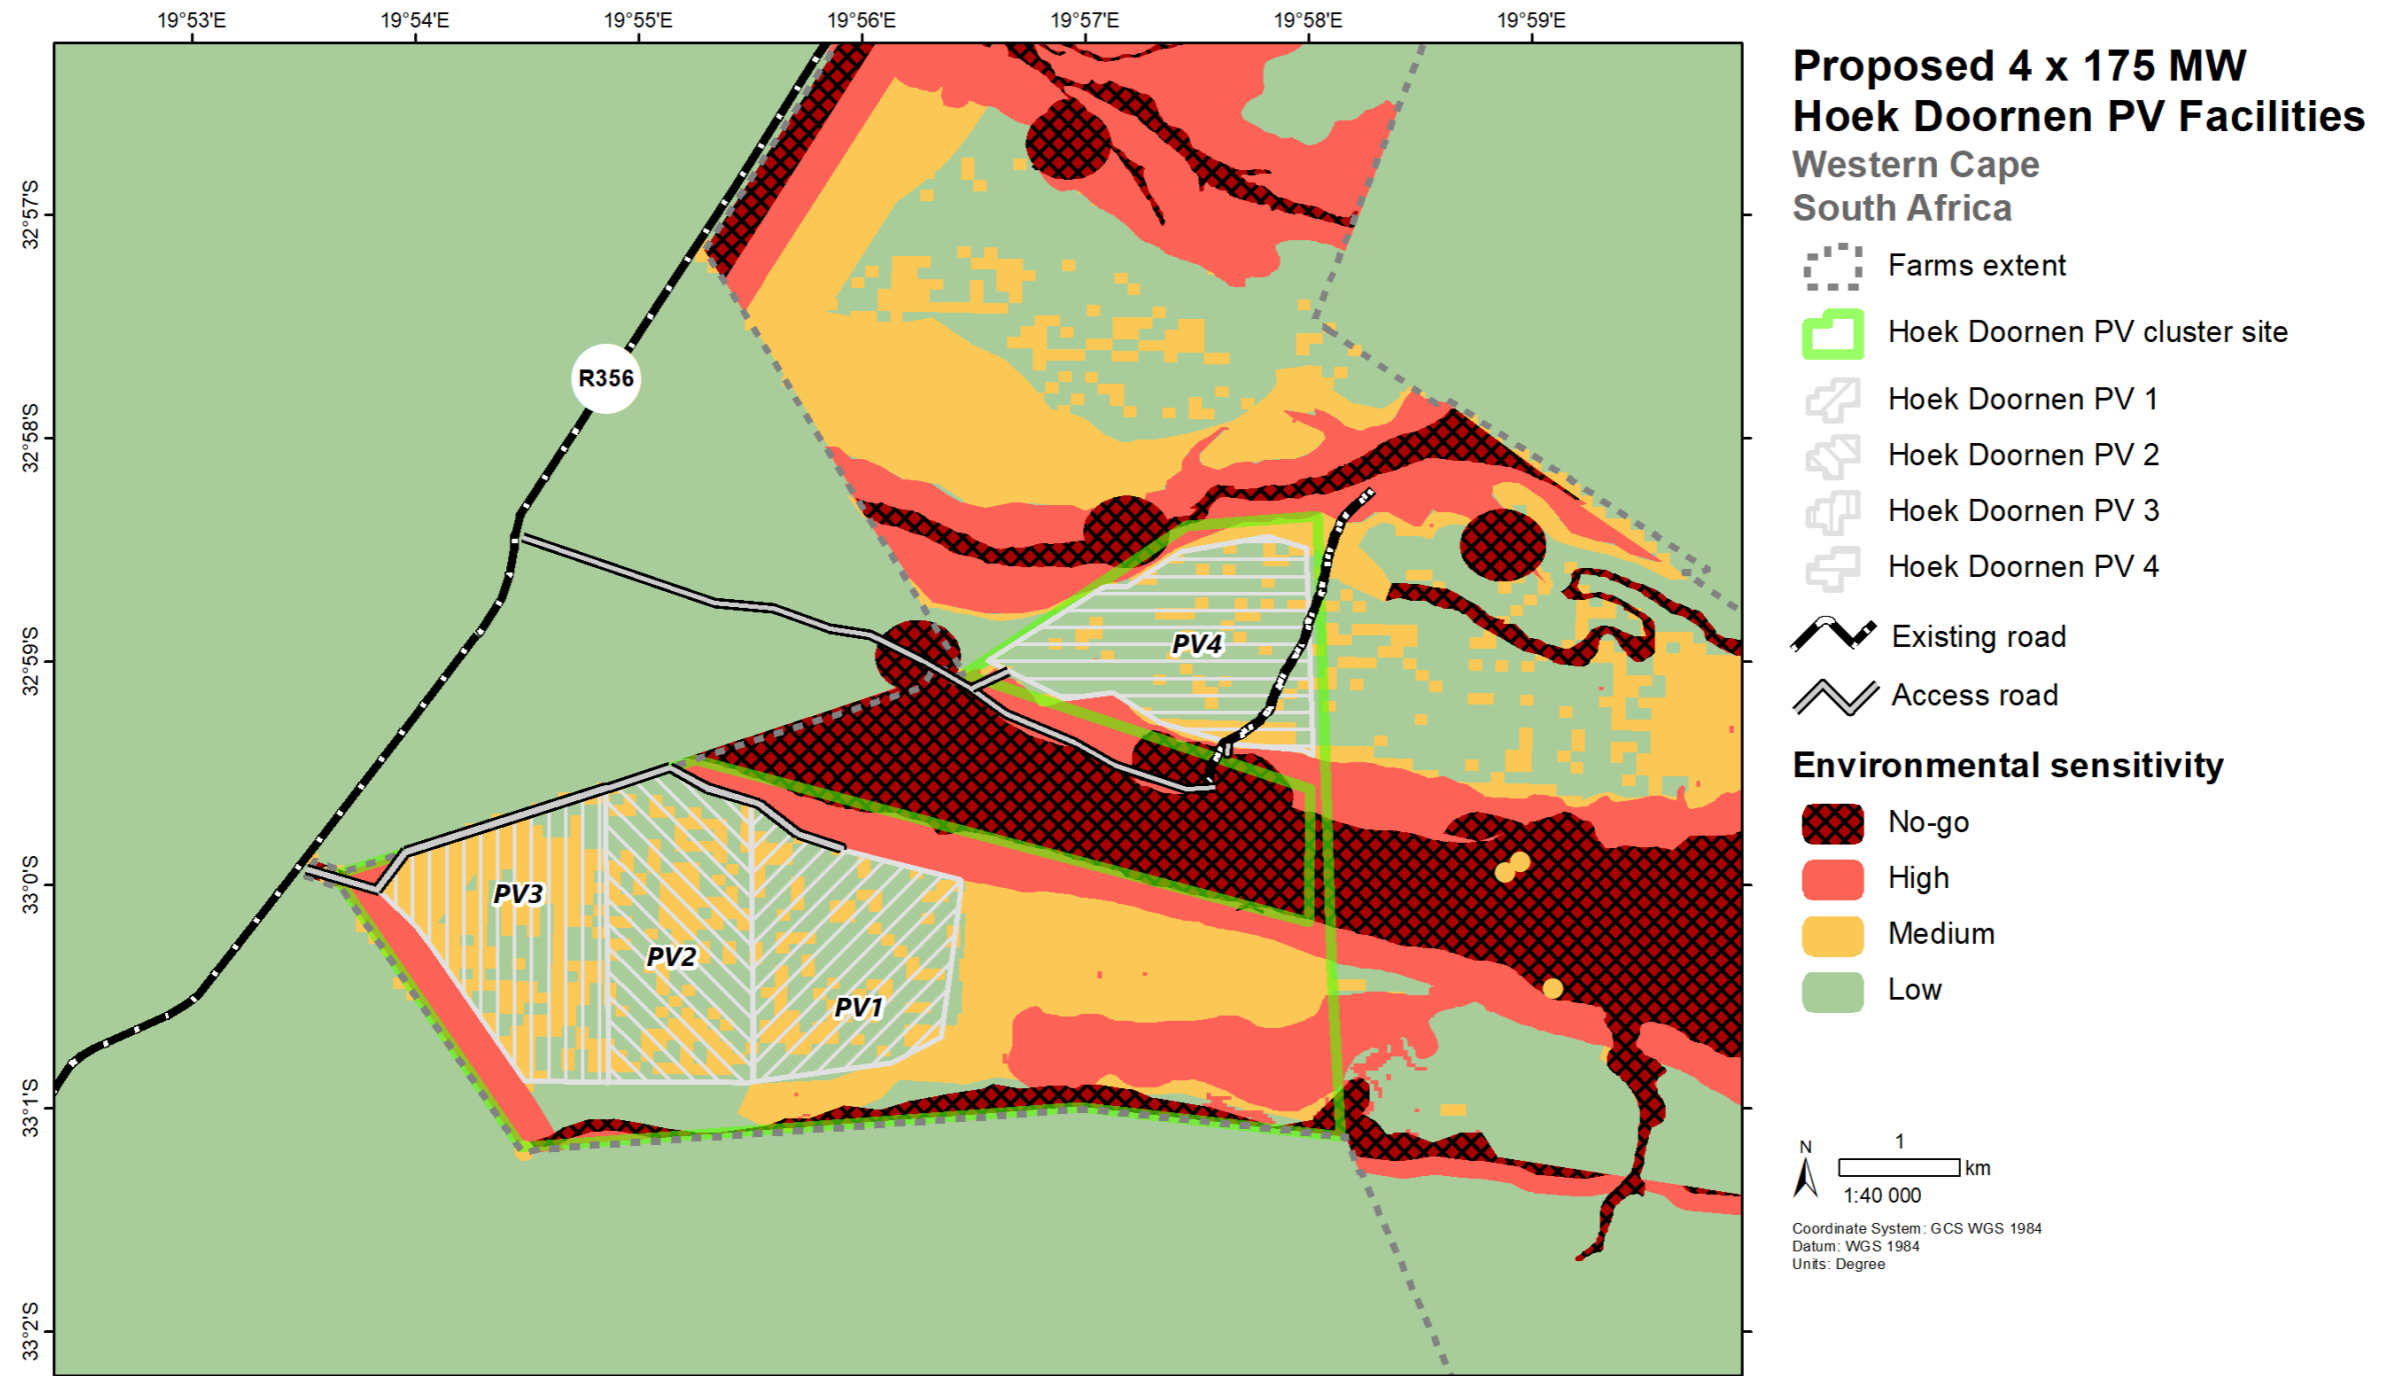 19°53'E 19°54'E 19°55'E 19°56'E 19°57'E 19°58'E 19°59'E
32°57'S
32°58'S
32°59'S
33°0'S
33°1'S
33°2'S
R356
PV4
PV3
PV2
PV1
Proposed 4 x 175 MW
Hoek Doornen PV Facilities
Western Cape
South Africa
Farms extent
Hoek Doornen PV cluster site
Hoek Doornen PV 1
Hoek Doornen PV 2
Hoek Doornen PV 3
Hoek Doornen PV 4
Existing road
Access road
Environmental sensitivity
No-go
High
Medium
Low
N
1
km
1:40 000
Coordinate System: GCS WGS 1984
Datum: WGS 1984
Units: Degree